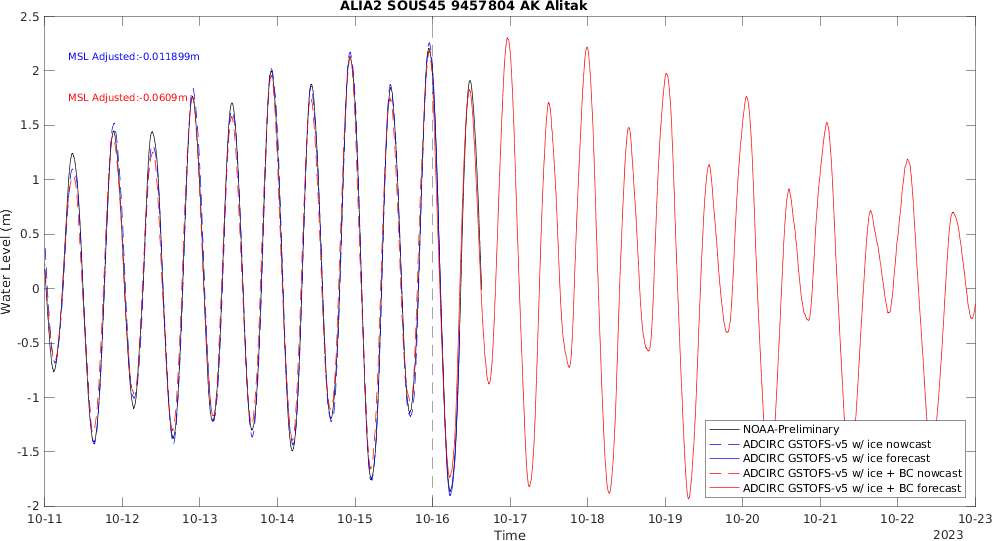 ALIA2 SOUS45 9457804 AK Alitak
2.5
2
1.5
1
0.5
0
-0.5
-1
-1.5
-2
Water Level (m)
MSL Adjusted:-0.011899m
MSL Adjusted:-0.0609m
NOAA-Preliminary
ADCIRC GSTOFS-v5 w/ ice nowcast
ADCIRC GSTOFS-v5 w/ ice forecast
ADCIRC GSTOFS-v5 w/ ice + BC nowcast
ADCIRC GSTOFS-v5 w/ ice + BC forecast
10-11 10-12 10-13 10-14 10-15 10-16 10-17 10-18 10-19 10-20 10-21 10-22 10-23
Time
2023